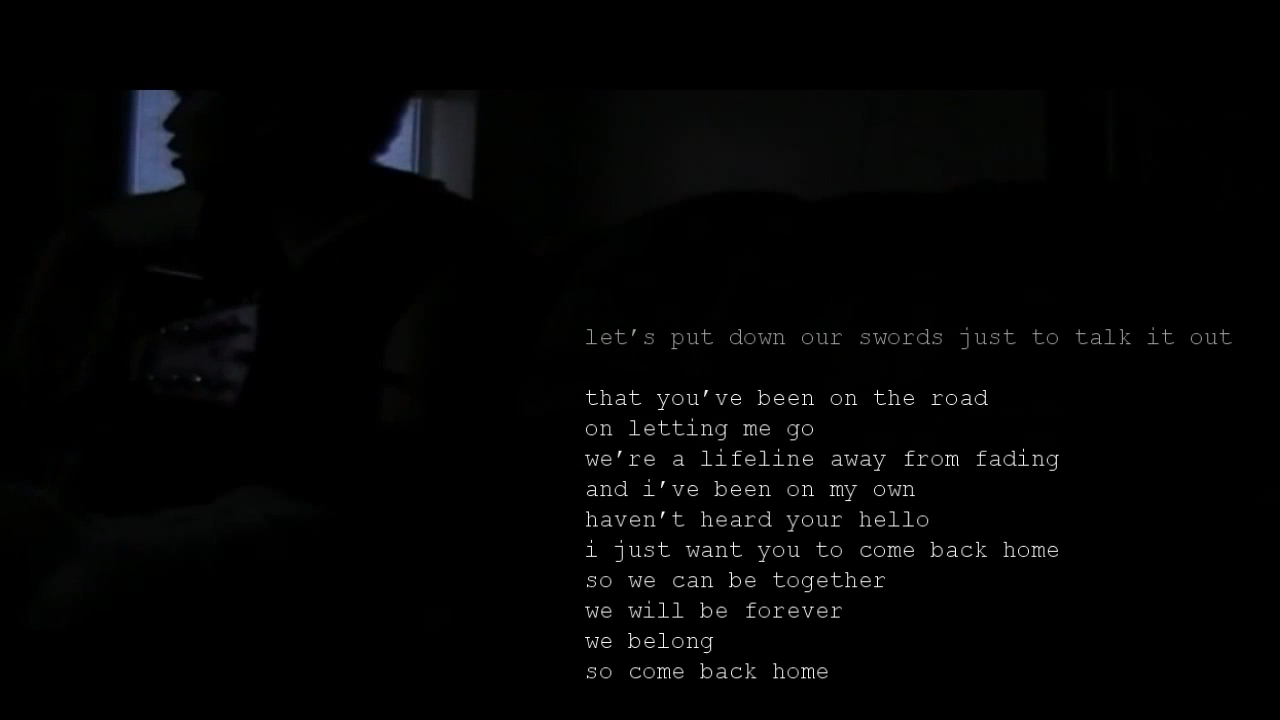 let's put down our swords just to talk it out
that you've been on the road
on letting me go
we're a lifeline away from fading
and i've been on my own
haven't heard your hello
i just want you to come back home
so we can be together
we will be forever
we belong
so come back home